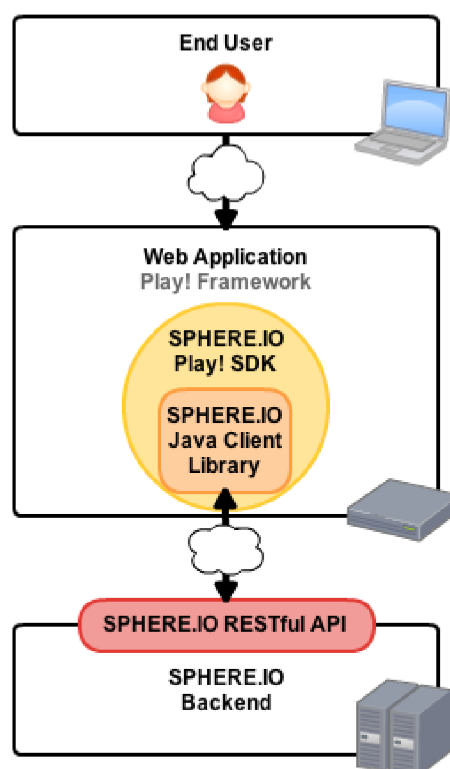 End User
Web Application
Play! Framework
SPHERE.IO
Play! SDK
SPHERE.IO
Java Client
Library
SPHERE.IO RESTful API
SPHERE.IO
Backend